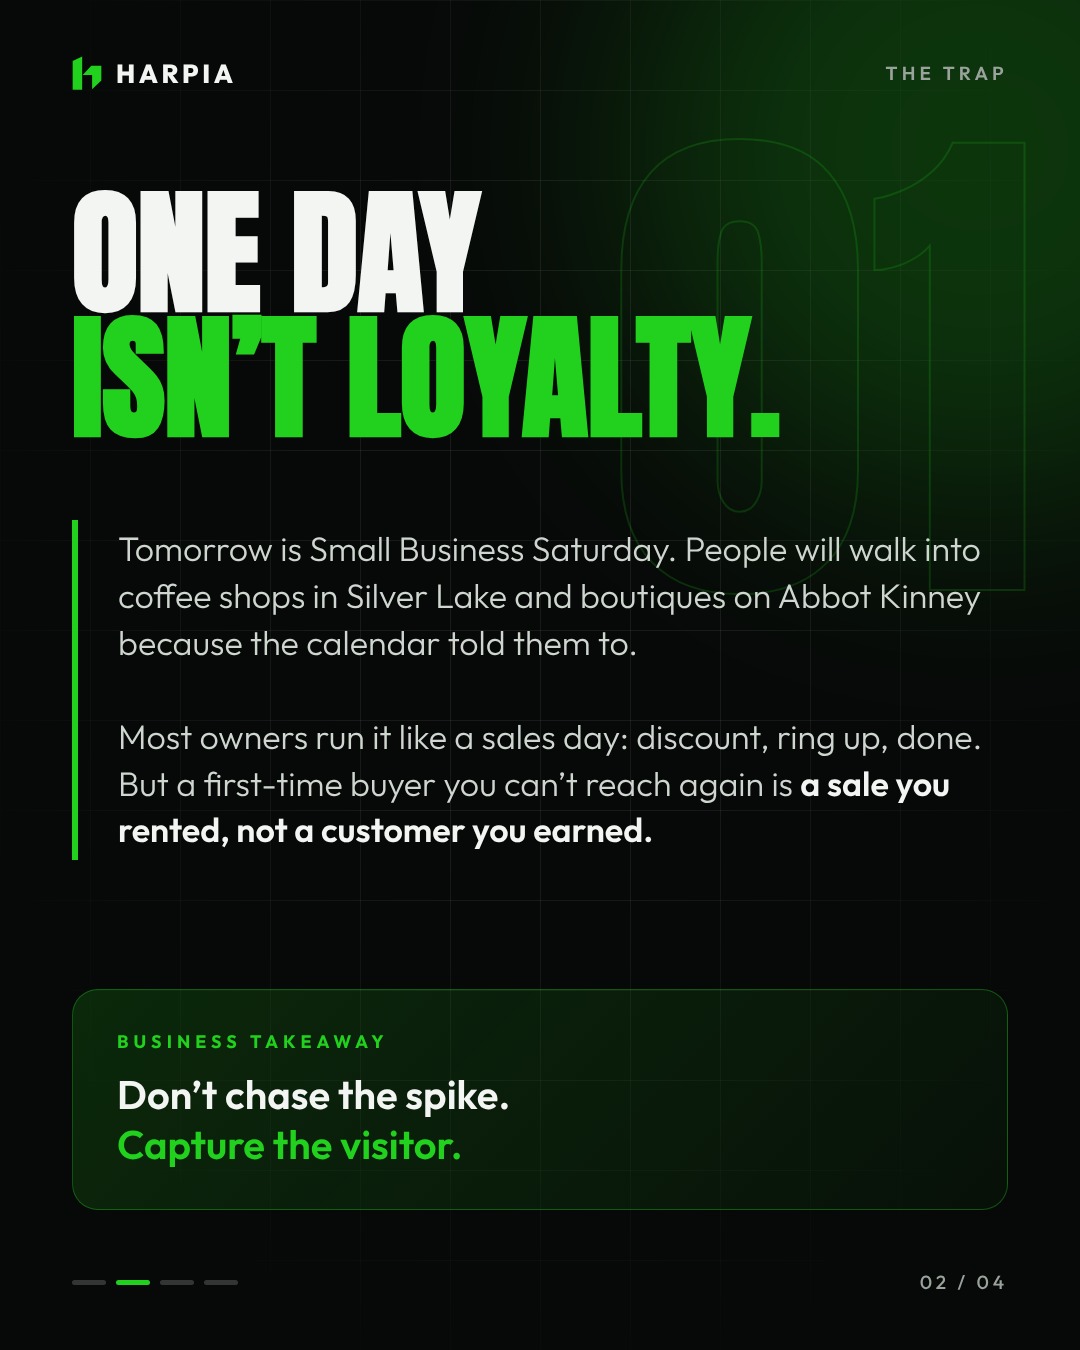 HARPIA
THE TRAP
01
ONE DAY
ISN’T LOYALTY.
Tomorrow is Small Business Saturday. People will walk into
coffee shops in Silver Lake and boutiques on Abbot Kinney
because the calendar told them to.
Most owners run it like a sales day: discount, ring up, done.
But a first-time buyer you can’t reach again is a sale you
rented, not a customer you earned.
BUSINESS TAKEAWAY
Don’t chase the spike.
Capture the visitor.
02 / 04